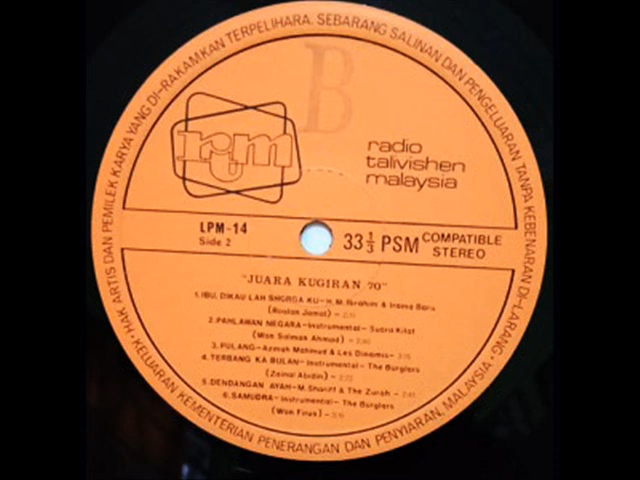 HAK ARTIS DAN PEMILEK KARYA YANG DI-RAKAMKAN TERPELIHARA. SEBARANG SALINAN DAN PENGELUARAN TANPA KEBENARAN DI-LARANG.
B
rtm
radio
talivishen
malaysia
LPM-14
Side 2
33 1/3 PSM
COMPATIBLE
STEREO
"JUARA KUGIRAN 70"
1. IBU, DIKAU LAH SHORGA KU-H.M. Ibrahim & Irama Baru
(Roslan Jamal)-
2. PAHLAWAN NEGARA-Instrumental- Sutra Kilat
(Wan Salman Ahmad)-
3. PULANG-Azmah Mahmud & Les Dinamis-
4. TERBANG KA BULAN- Instrumental- The Burglers
(Zainal Abidin)-
5. DENDANGAN AYAH-M. Shariff & The Zurah-
6. SAMUDRA-Instrumental- The Burglers
(Wan Firus)-
KELUARAN KEMENTERIAN PENERANGAN DAN PENYIARAN, MALAYSIA